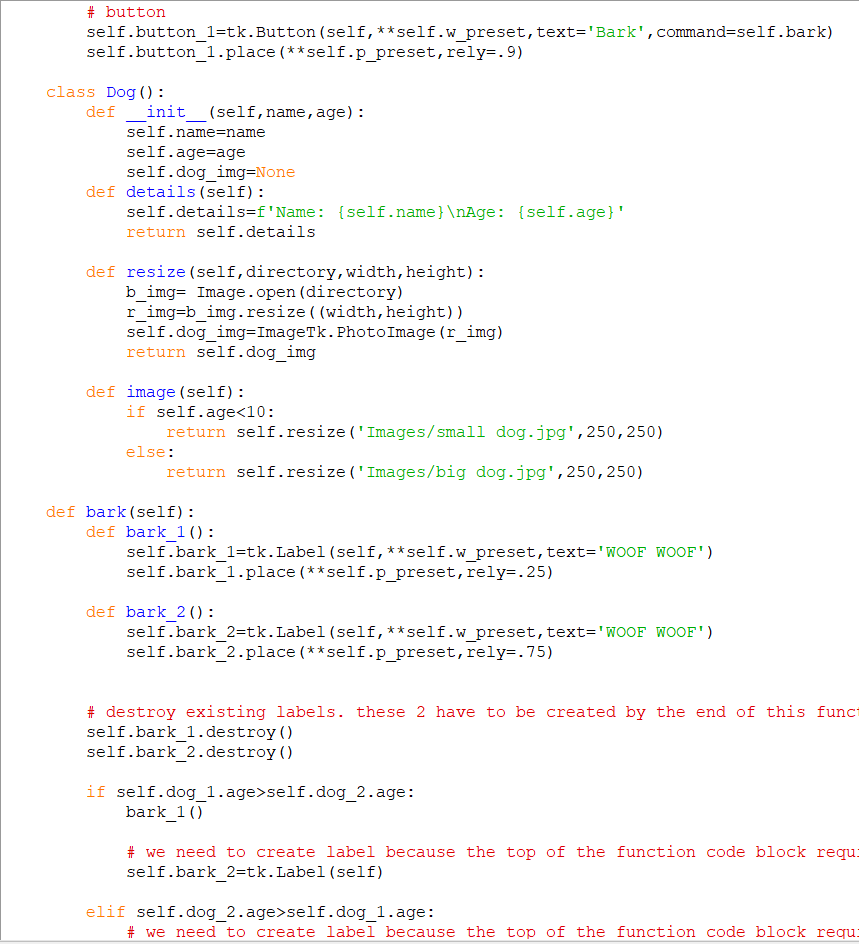 # button
self.button_1=tk.Button(self,**self.w_preset,text='Bark',command=self.bark)
self.button_1.place(**self.p_preset,rely=.9)
class Dog():
def __init__(self,name,age):
self.name=name
self.age=age
self.dog_img=None
def details(self):
self.details=f'Name: {self.name}\nAge: {self.age}'
return self.details
def resize(self,directory,width,height):
b_img= Image.open(directory)
r_img=b_img.resize((width,height))
self.dog_img=ImageTk.PhotoImage(r_img)
return self.dog_img
def image(self):
if self.age<10:
return self.resize('Images/small dog.jpg',250,250)
else:
return self.resize('Images/big dog.jpg',250,250)
def bark(self):
def bark_1():
self.bark_1=tk.Label(self,**self.w_preset,text='WOOF WOOF')
self.bark_1.place(**self.p_preset,rely=.25)
def bark_2():
self.bark_2=tk.Label(self,**self.w_preset,text='WOOF WOOF')
self.bark_2.place(**self.p_preset,rely=.75)
# destroy existing labels. these 2 have to be created by the end of this funct
self.bark_1.destroy()
self.bark_2.destroy()
if self.dog_1.age>self.dog_2.age:
bark_1()
# we need to create label because the top of the function code block requi
self.bark_2=tk.Label(self)
elif self.dog_2.age>self.dog_1.age:
# we need to create label because the top of the function code block requi